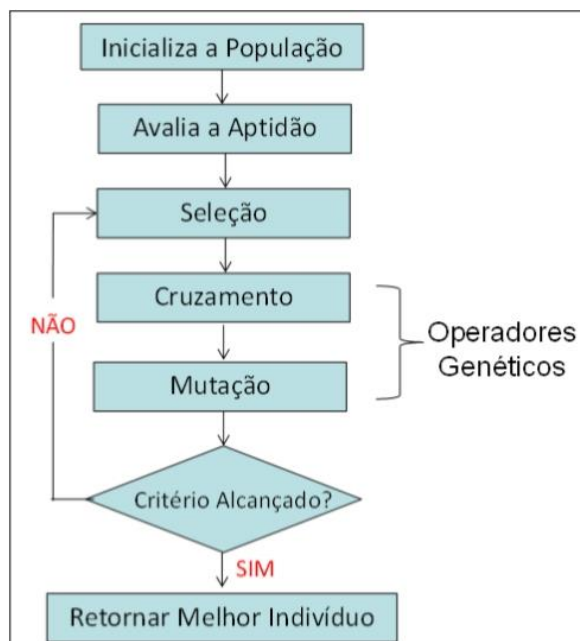 Inicializa a População
Avalia a Aptidão
Seleção
Cruzamento
NÃO
Operadores
Genéticos
Mutação
Critério Alcançado?
SIM
Retornar Melhor Indivíduo